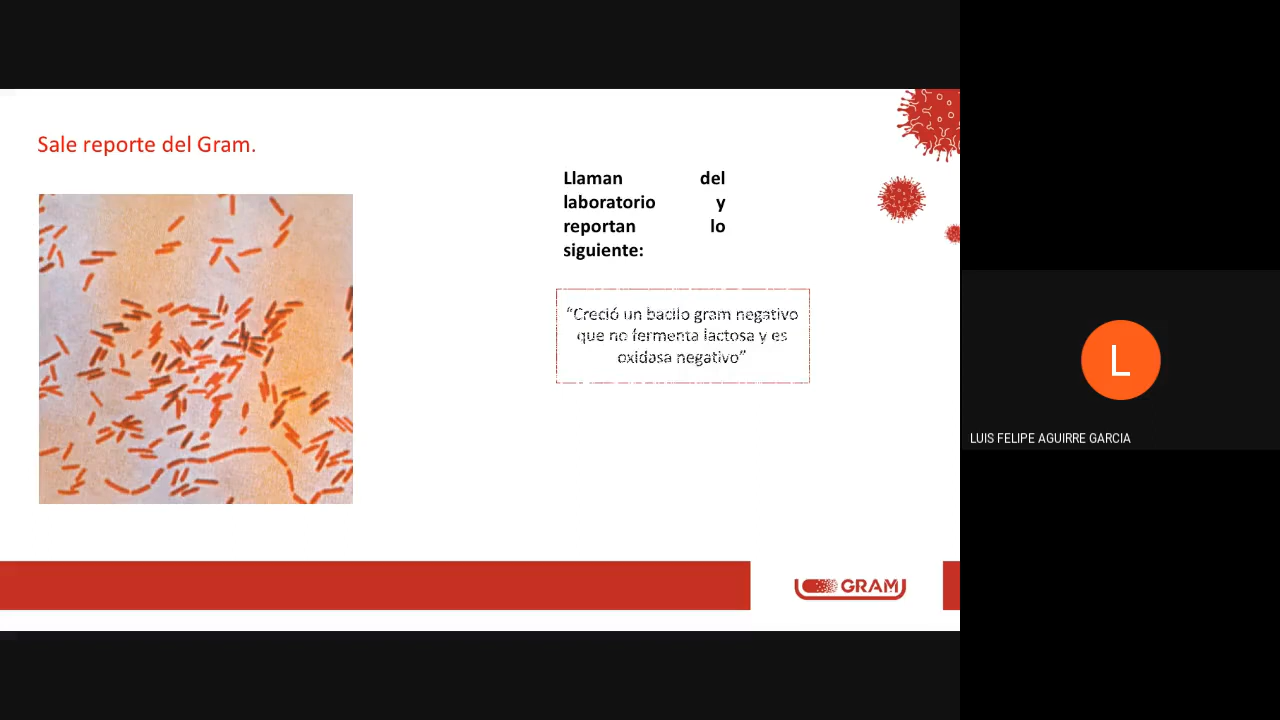 Sale reporte del Gram.
Llaman del
laboratorio y
reportan lo
siguiente:
“Creció un bacilo gram negativo
que no fermenta lactosa y es
oxidasa negativo”
GRAM
L
LUIS FELIPE AGUIRRE GARCIA